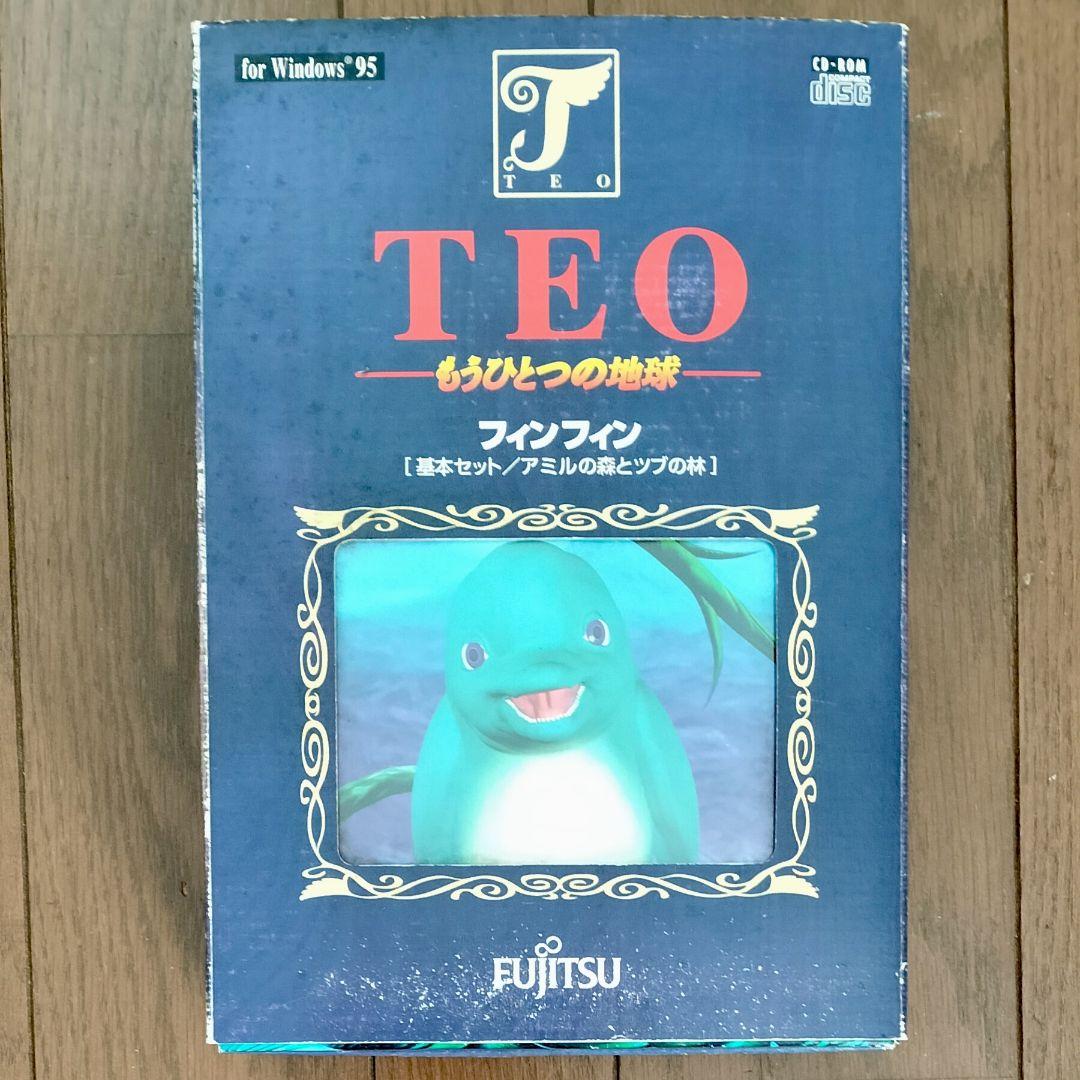 for Windows®95
CD-ROM
COMPACT
disc
T
TEO
TEO
もうひとつの地球
フィンフィン
[基本セット／アミルの森とツブの林]
FUJITSU